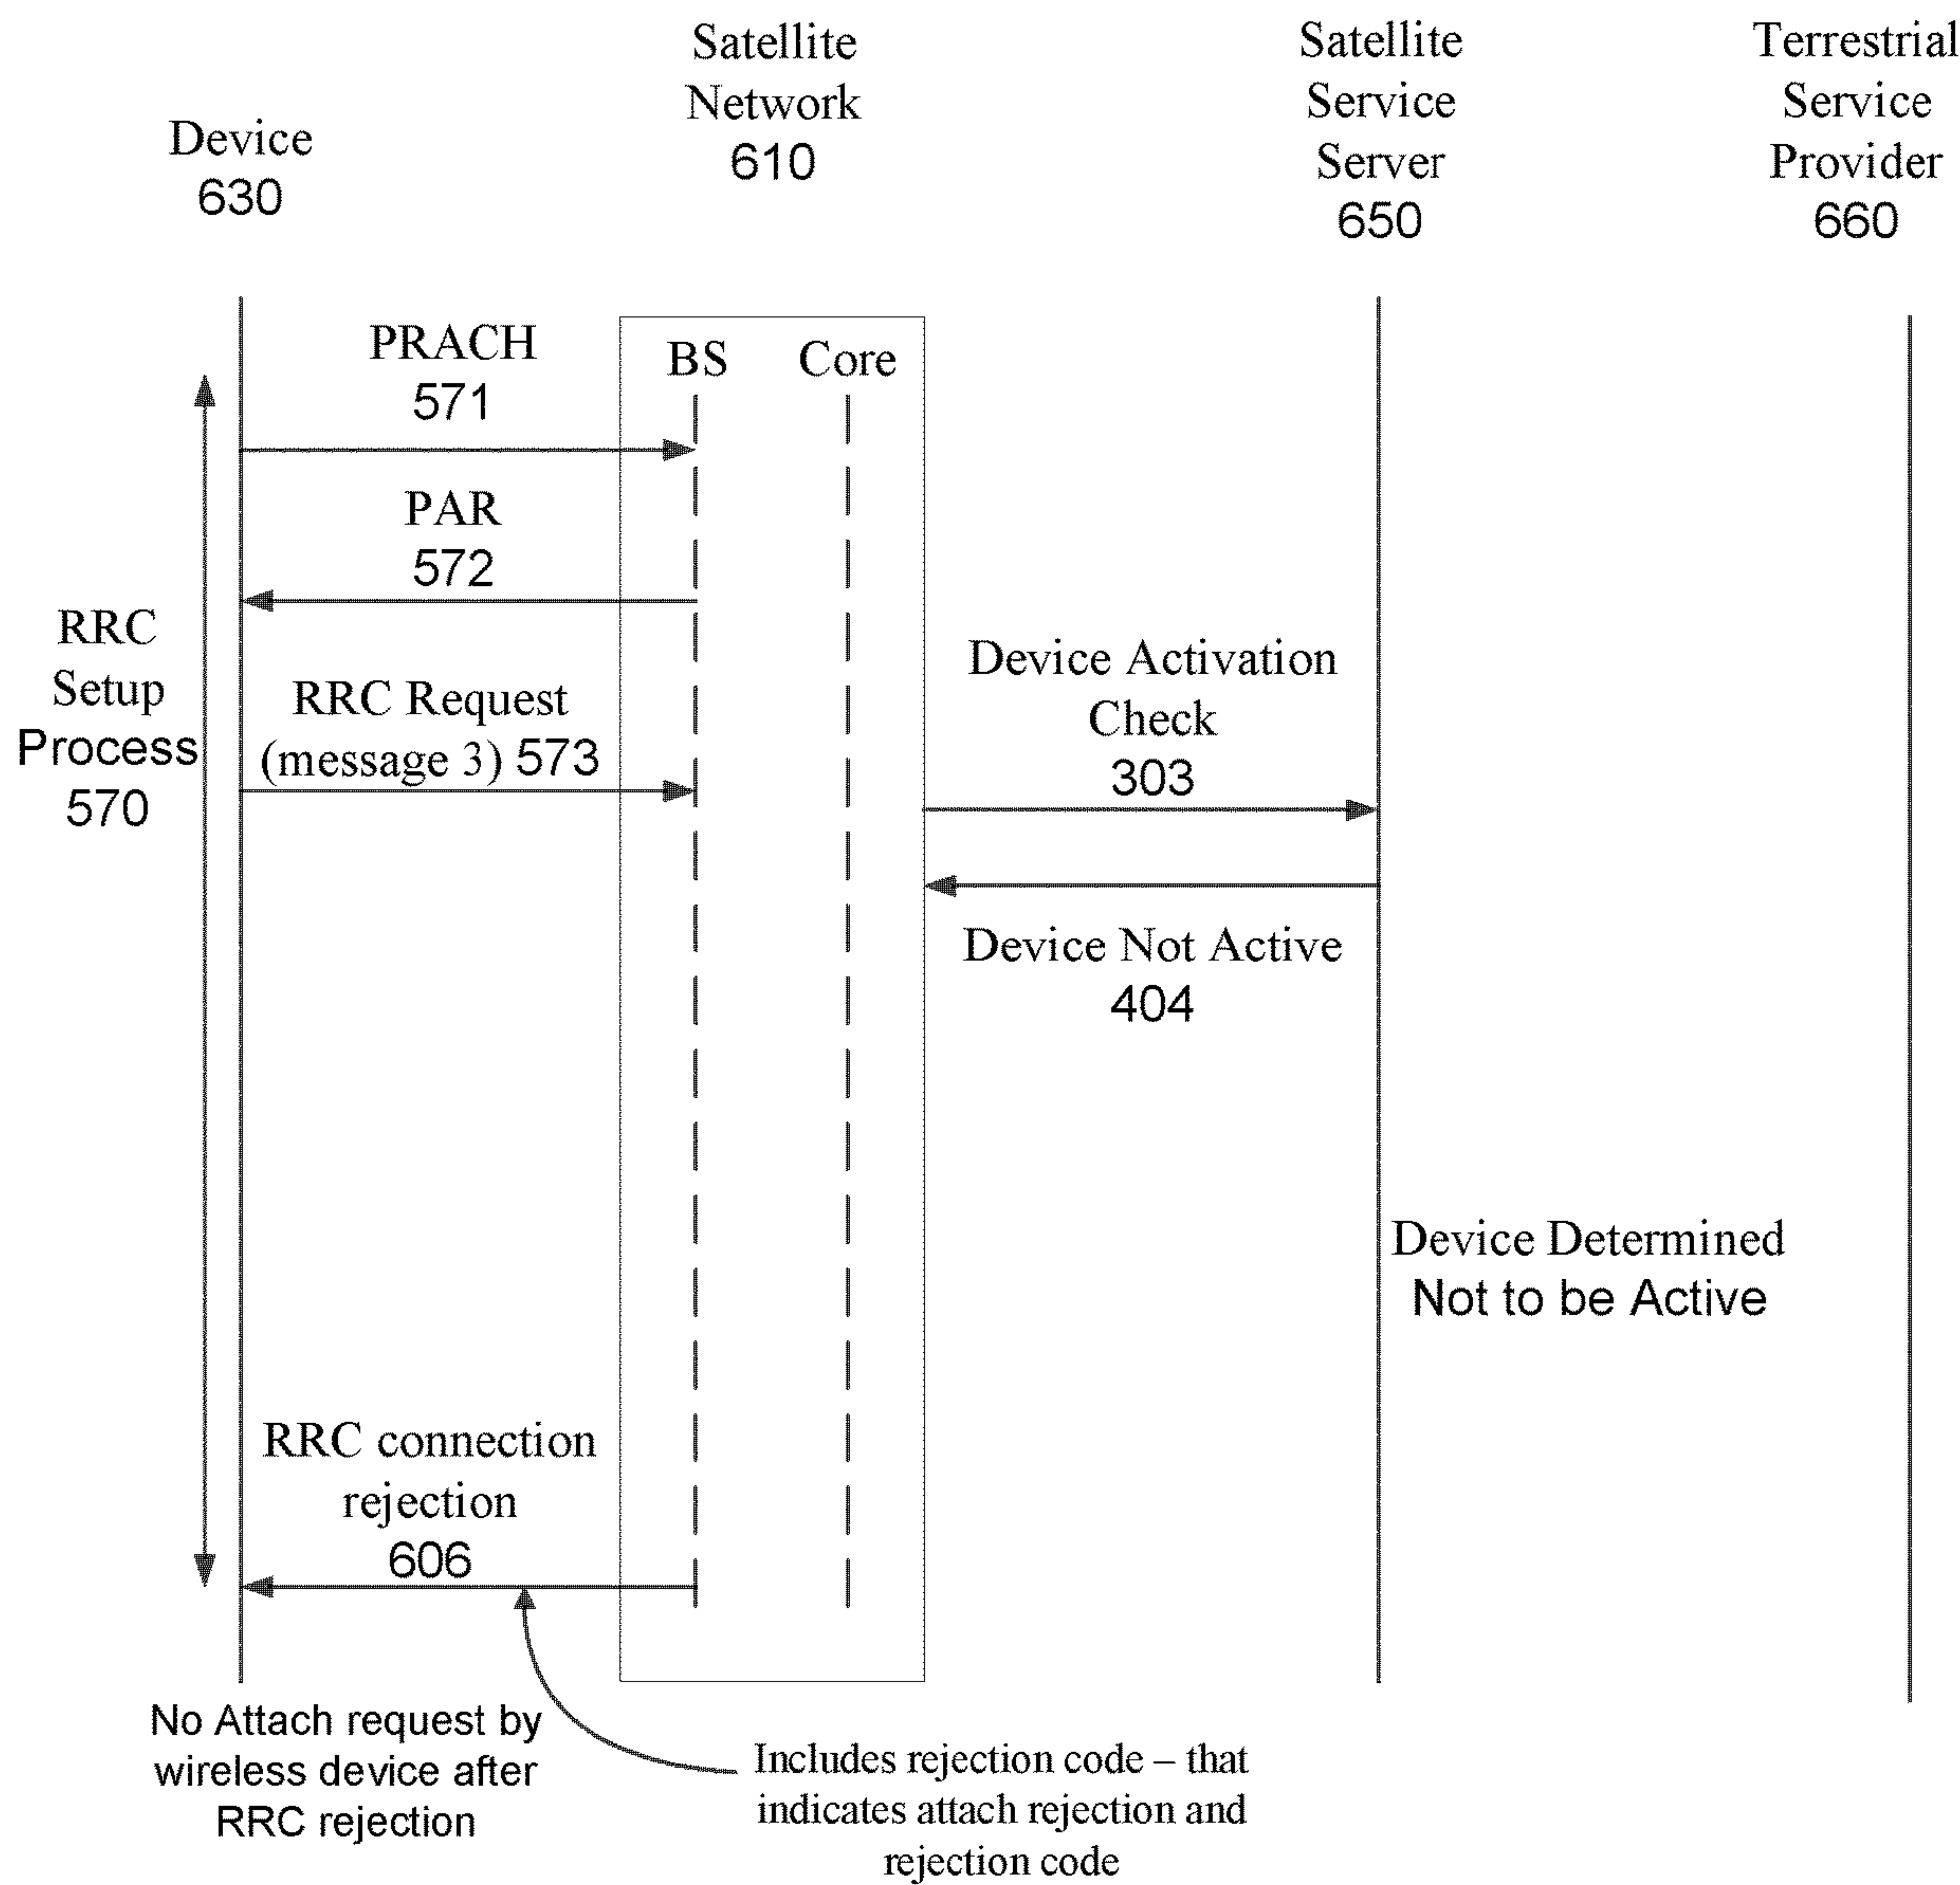 Device
630
Satellite
Network
610
Satellite
Service
Server
650
Terrestrial
Service
Provider
660
BS
Core
PRACH
571
PAR
572
RRC
Setup
Process
570
RRC Request
(message 3) 573
Device Activation
Check
303
Device Not Active
404
Device Determined
Not to be Active
RRC connection
rejection
606
No Attach request by
wireless device after
RRC rejection
Includes rejection code – that
indicates attach rejection and
rejection code